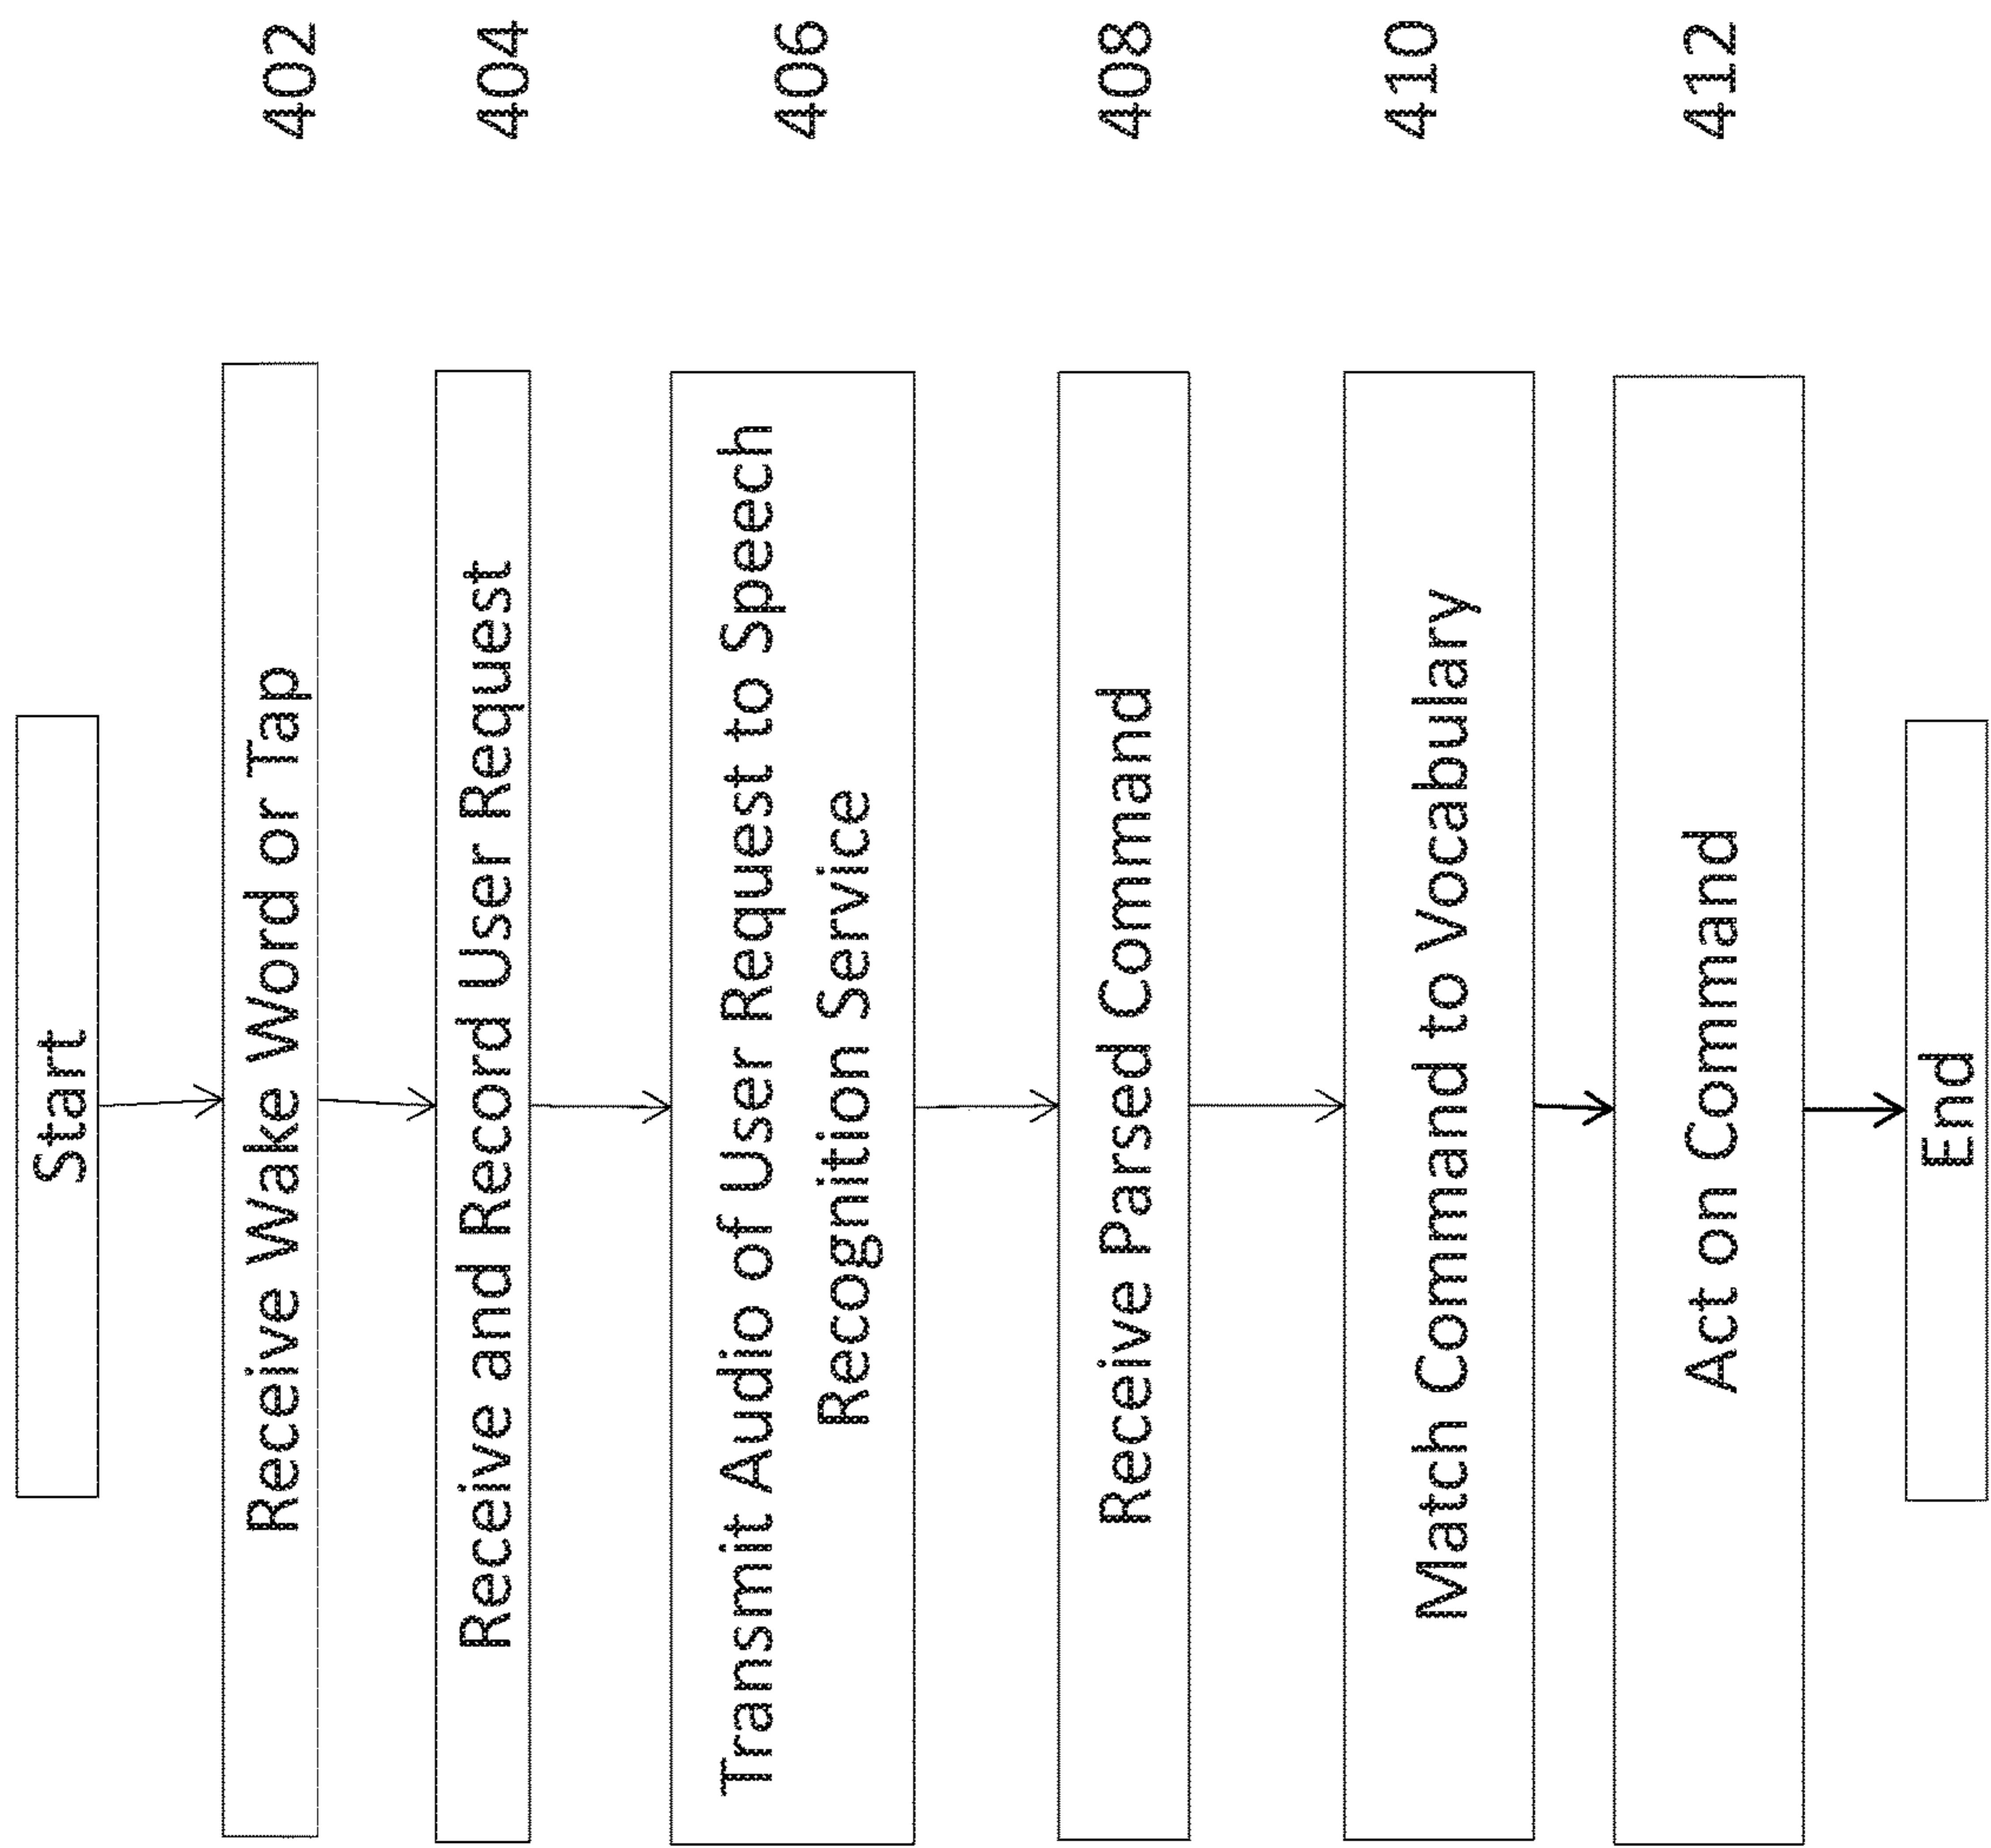 Start
Receive Wake Word or Tap
402
Receive and Record User Request
404
Transmit Audio of User Request to Speech
Recognition Service
406
Receive Parsed Command
408
Match Command to Vocabulary
410
Act on Command
412
End